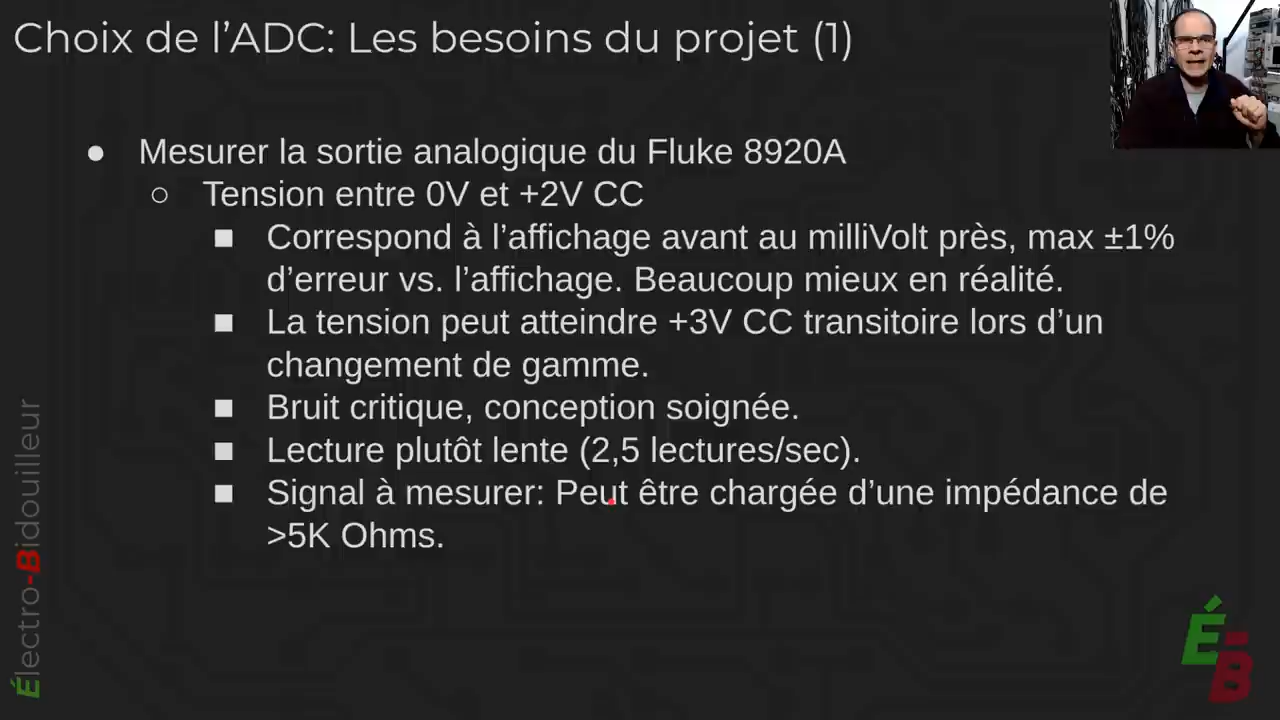 Choix de l’ADC: Les besoins du projet (1)
● Mesurer la sortie analogique du Fluke 8920A
○ Tension entre 0V et +2V CC
■ Correspond à l’affichage avant au milliVolt près, max ±1%
d’erreur vs. l’affichage. Beaucoup mieux en réalité.
■ La tension peut atteindre +3V CC transitoire lors d’un
changement de gamme.
■ Bruit critique, conception soignée.
■ Lecture plutôt lente (2,5 lectures/sec).
■ Signal à mesurer: Peut être chargée d’une impédance de
>5K Ohms.
Électro-Bidouilleur
É-B